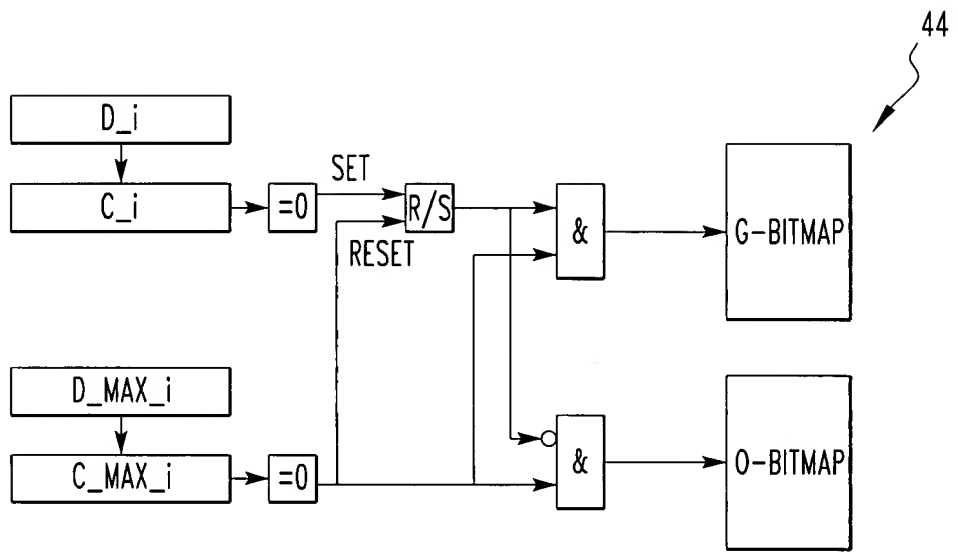 44
D_i
C_i
=0
SET
RESET
R/S
&
G-BITMAP
D_MAX_i
C_MAX_i
=0
&
O-BITMAP